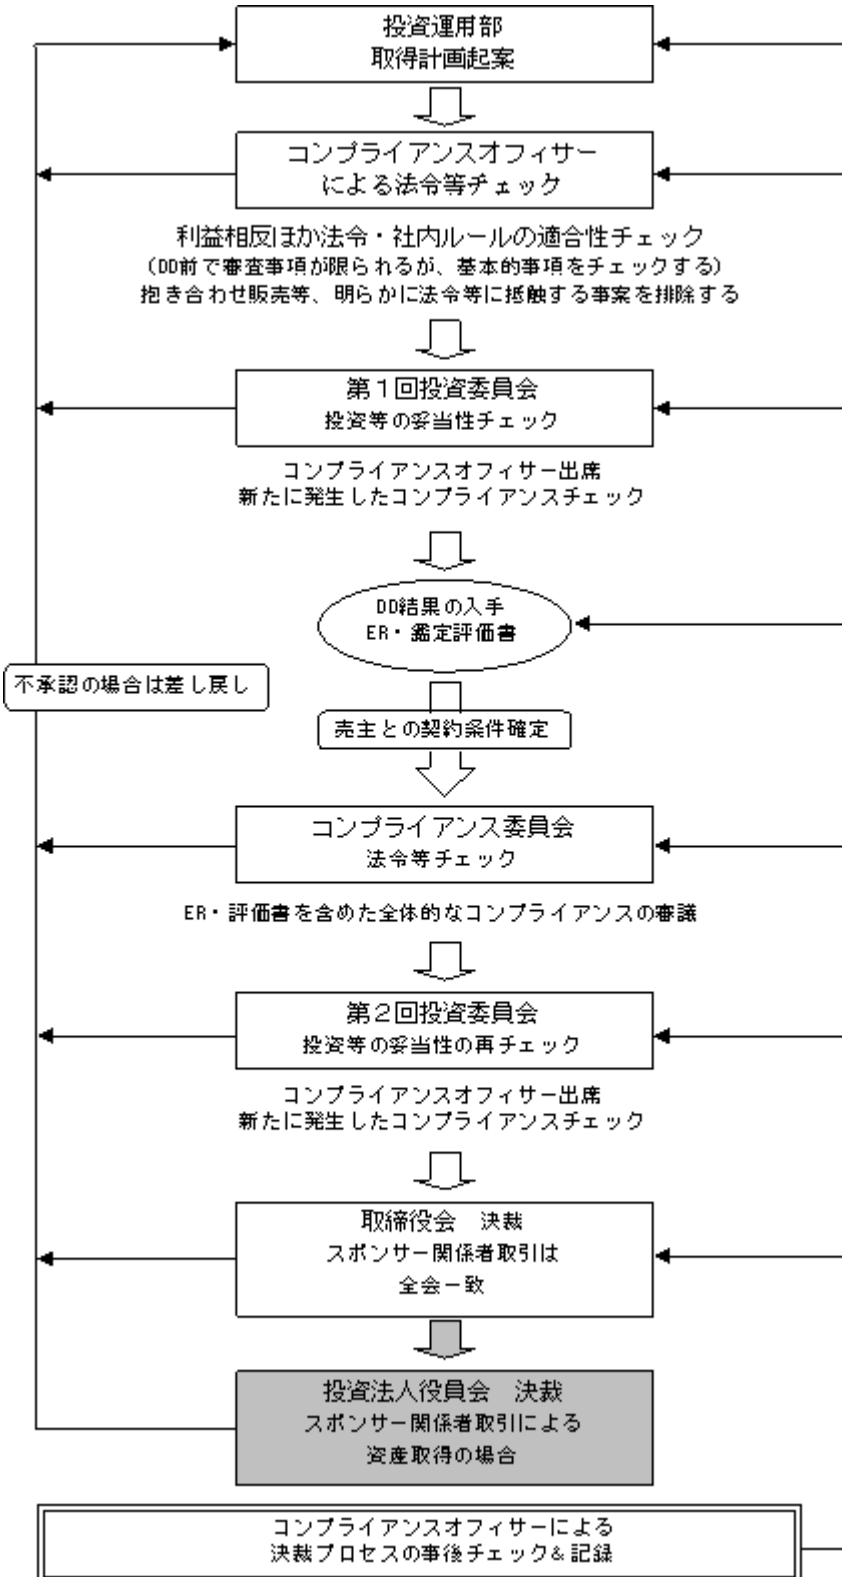 投資運用部
取得計画起案
コンプライアンスオフィサー
による法令等チェック
利益相反ほか法令・社内ルールの適合性チェック
(DD前で審査事項が限られるが、基本的事項をチェックする)
抱き合わせ販売等、明らかに法令等に抵触する事案を排除する
第1回投資委員会
投資等の妥当性チェック
コンプライアンスオフィサー出席
新たに発生したコンプライアンスチェック
DD結果の入手
ER・鑑定評価書
不承認の場合は差し戻し
売主との契約条件確定
コンプライアンス委員会
法令等チェック
ER・評価書を含めた全体的なコンプライアンスの審議
第2回投資委員会
投資等の妥当性の再チェック
コンプライアンスオフィサー出席
新たに発生したコンプライアンスチェック
取締役会 決裁
スポンサー関係者取引は
全会一致
投資法人役員会 決裁
スポンサー関係者取引による
資産取得の場合
コンプライアンスオフィサーによる
決裁プロセスの事後チェック&記録